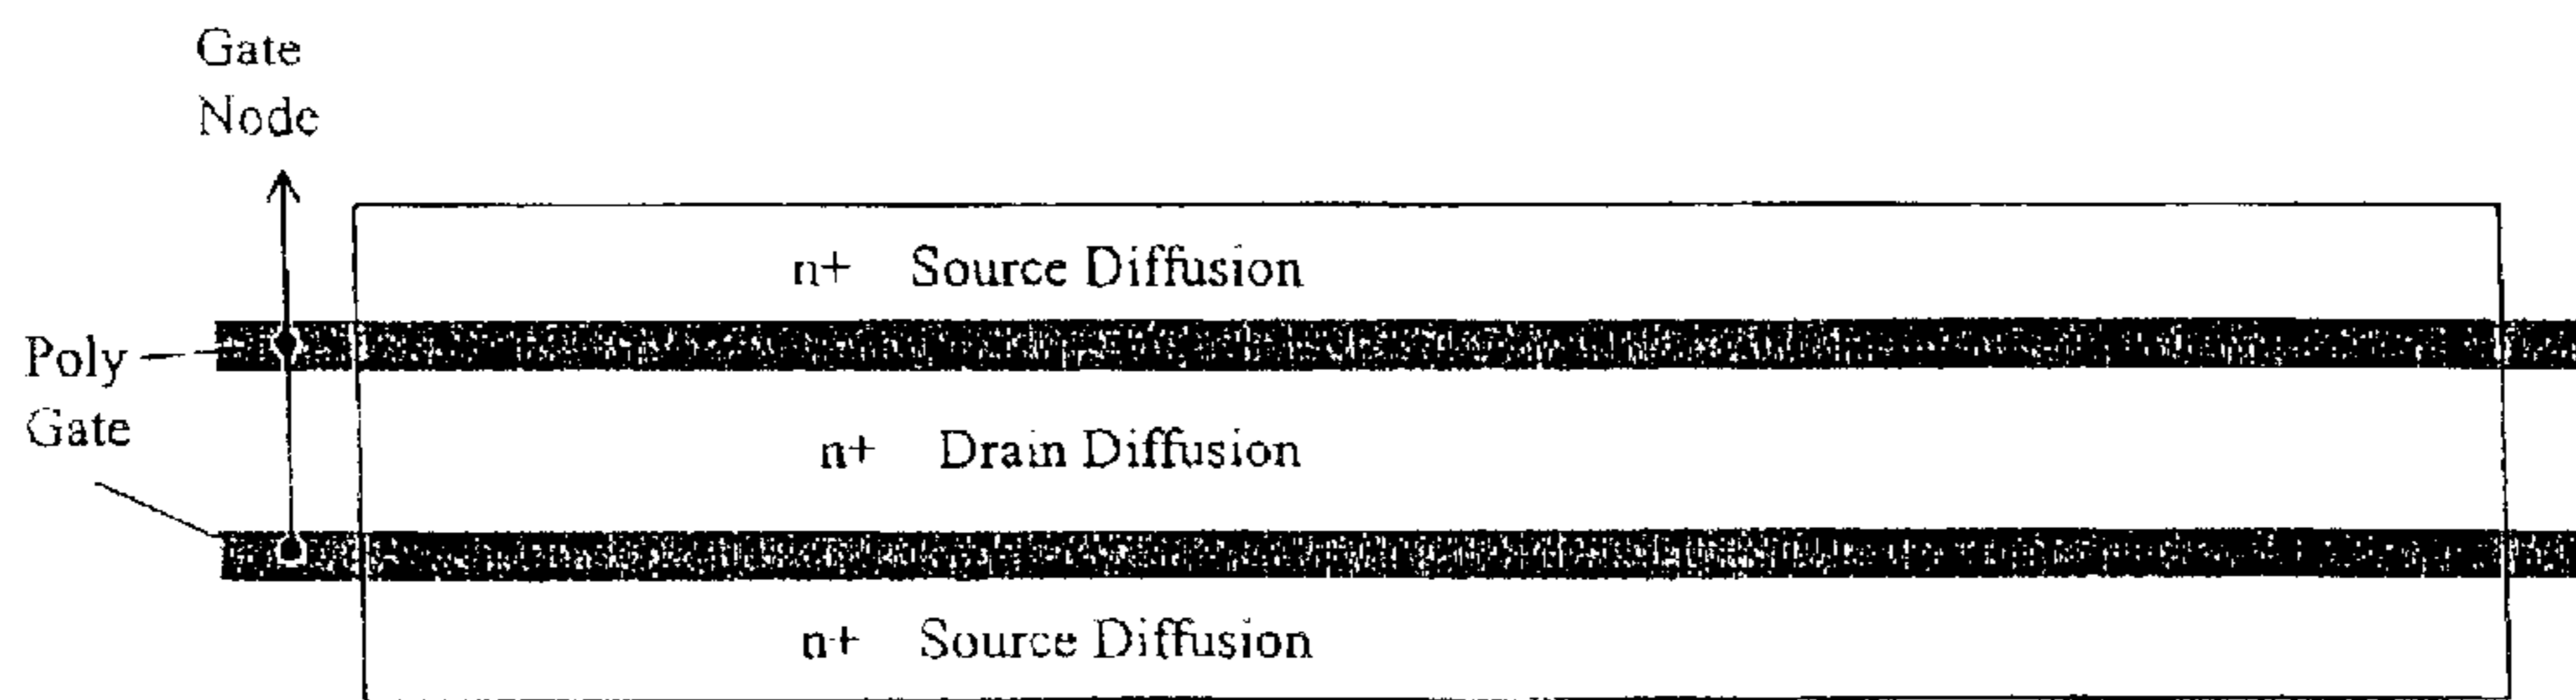 Gate
Node
n+ Source Diffusion
Poly
Gate
n+ Drain Diffusion
n+ Source Diffusion